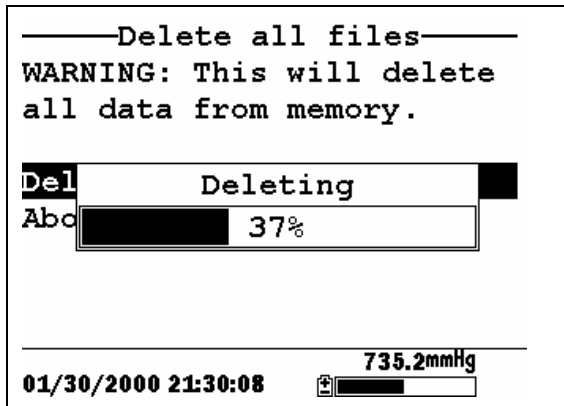 Delete all files
WARNING: This will delete
all data from memory.
Del
Deleting
Abo
37%
735.2mmHg
01/30/2000 21:30:08